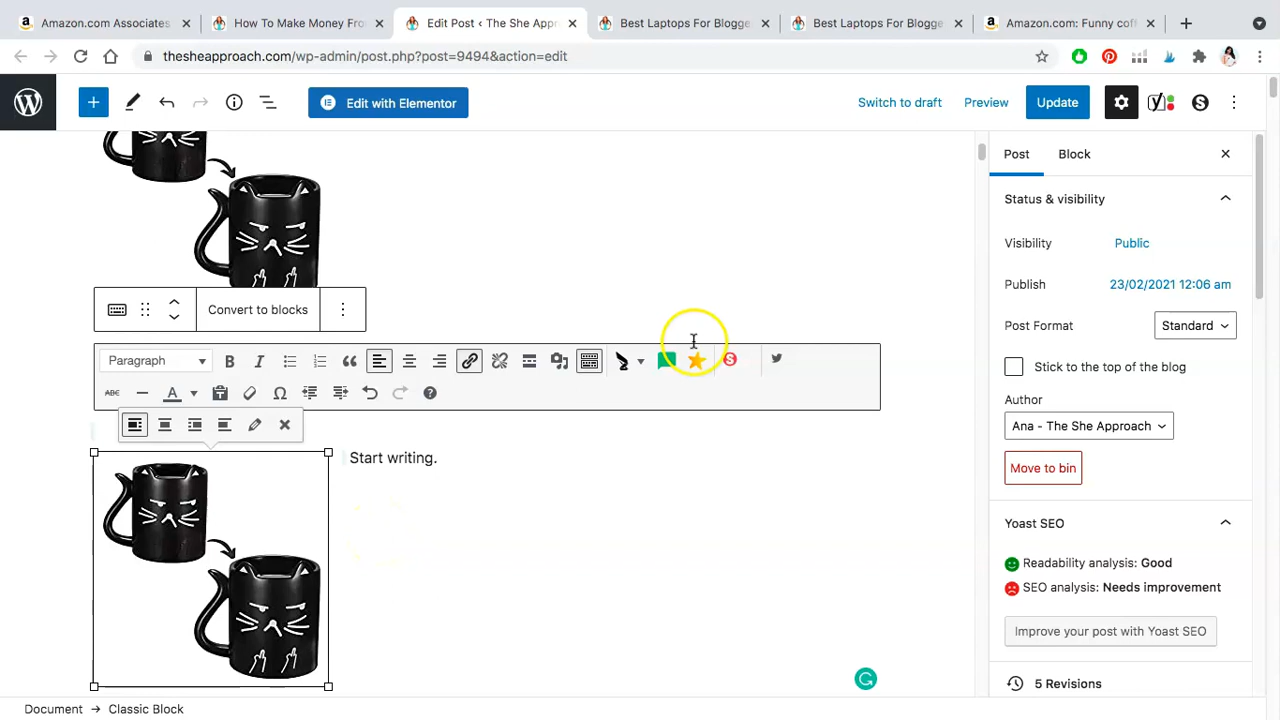 Amazon.com Associates
How To Make Money Fro
Edit Post ‹ The She Appr
Best Laptops For Blogge
Best Laptops For Blogge
Amazon.com: Funny coff
thesheapproach.com/wp-admin/post.php?post=9494&action=edit
Edit with Elementor
Switch to draft
Preview
Update
Post
Block
Status & visibility
Visibility
Public
Publish
23/02/2021 12:06 am
Convert to blocks
Post Format
Standard
Paragraph
B
I
Stick to the top of the blog
ABC
A
Author
Ana - The She Approach
Start writing.
Move to bin
Yoast SEO
Readability analysis: Good
SEO analysis: Needs improvement
Improve your post with Yoast SEO
5 Revisions
Document → Classic Block